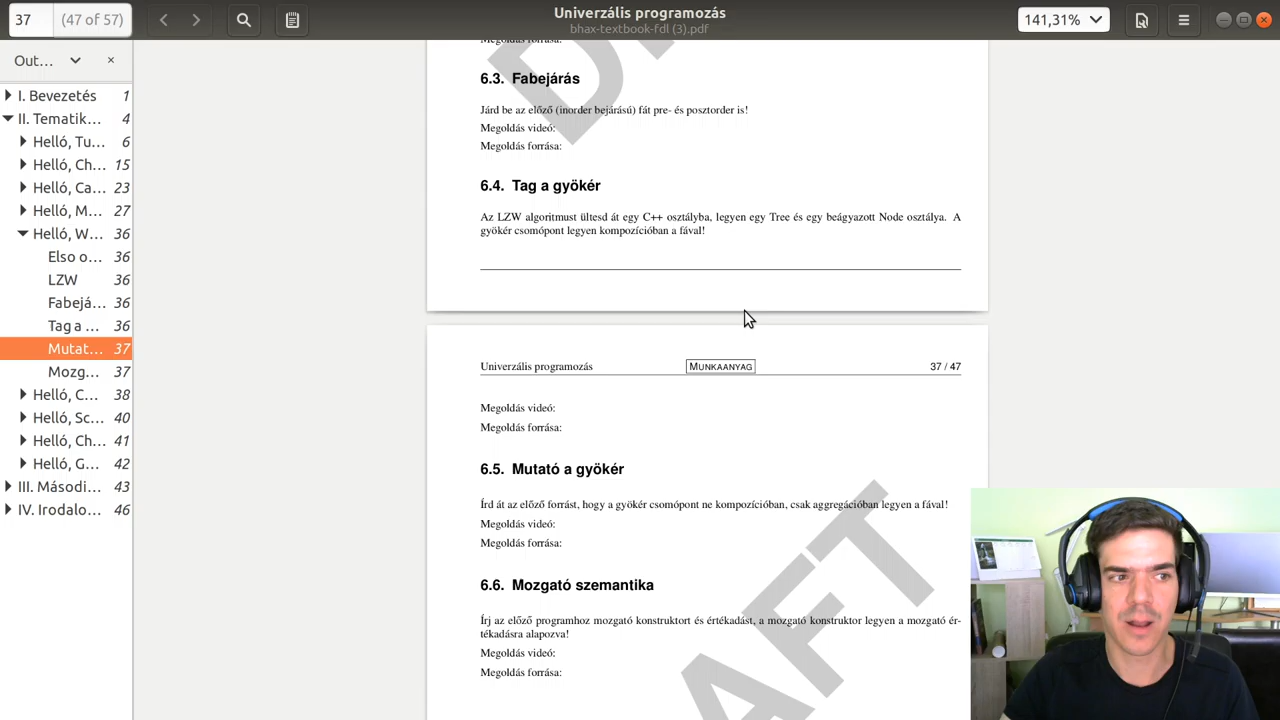 37
(47 of 57)
Univerzális programozás
bhax-textbook-fdl (3).pdf
141,31%
Out…
I. Bevezetés 1
II. Tematik… 4
Helló, Tu… 6
Helló, Ch… 15
Helló, Ca… 23
Helló, M… 27
Helló, W… 36
Elso o… 36
LZW 36
Fabejá… 36
Tag a … 36
Mutat… 37
Mozg… 37
Helló, C… 38
Helló, Sc… 40
Helló, Ch… 41
Helló, G… 42
III. Másodi… 43
IV. Irodalo… 46
6.3. Fabejárás
Járd be az előző (inorder bejárású) fát pre- és posztorder is!
Megoldás videó:
Megoldás forrása:
6.4. Tag a gyökér
Az LZW algoritmust ültesd át egy C++ osztályba, legyen egy Tree és egy beágyazott Node osztálya. A
gyökér csomópont legyen kompozícióban a fával!
Univerzális programozás MUNKAANYAG 37 / 47
Megoldás videó:
Megoldás forrása:
6.5. Mutató a gyökér
Írd át az előző forrást, hogy a gyökér csomópont ne kompozícióban, csak aggregációban legyen a fával!
Megoldás videó:
Megoldás forrása:
6.6. Mozgató szemantika
Írj az előző programhoz mozgató konstruktort és értékadást, a mozgató konstruktor legyen a mozgató ér-
tékadásra alapozva!
Megoldás videó:
Megoldás forrása: